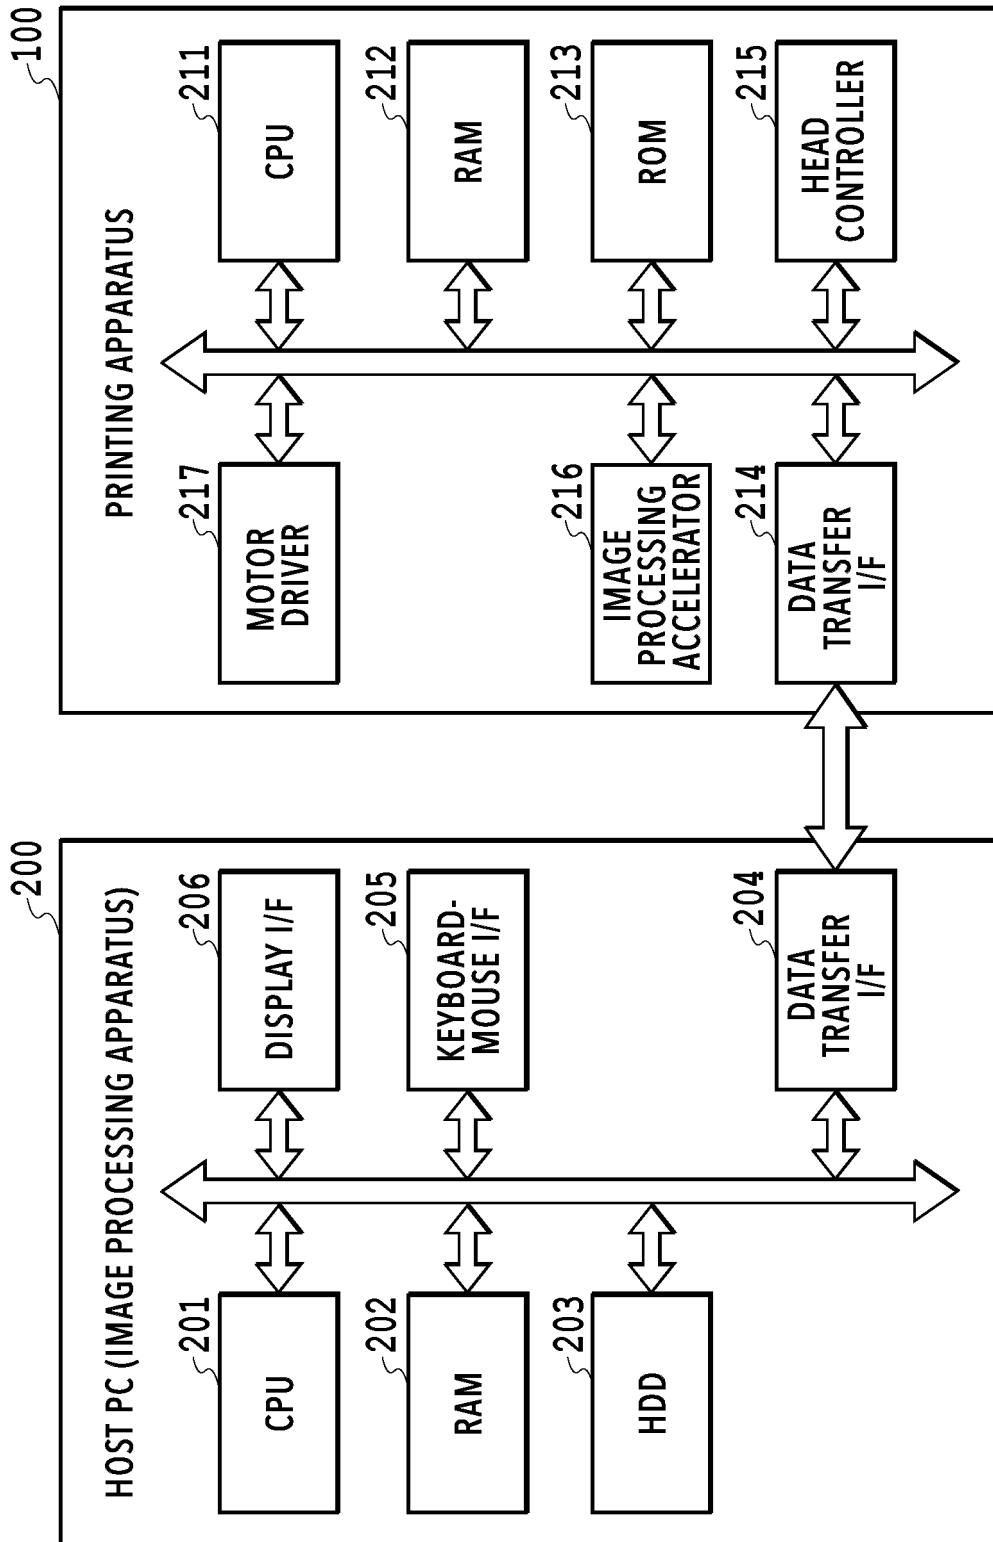 200
HOST PC (IMAGE PROCESSING APPARATUS)
201
CPU
202
RAM
203
HDD
206
DISPLAY I/F
205
KEYBOARD-
MOUSE I/F
204
DATA
TRANSFER
I/F
100
PRINTING APPARATUS
217
MOTOR
DRIVER
216
IMAGE
PROCESSING
ACCELERATOR
214
DATA
TRANSFER
I/F
211
CPU
212
RAM
213
ROM
215
HEAD
CONTROLLER